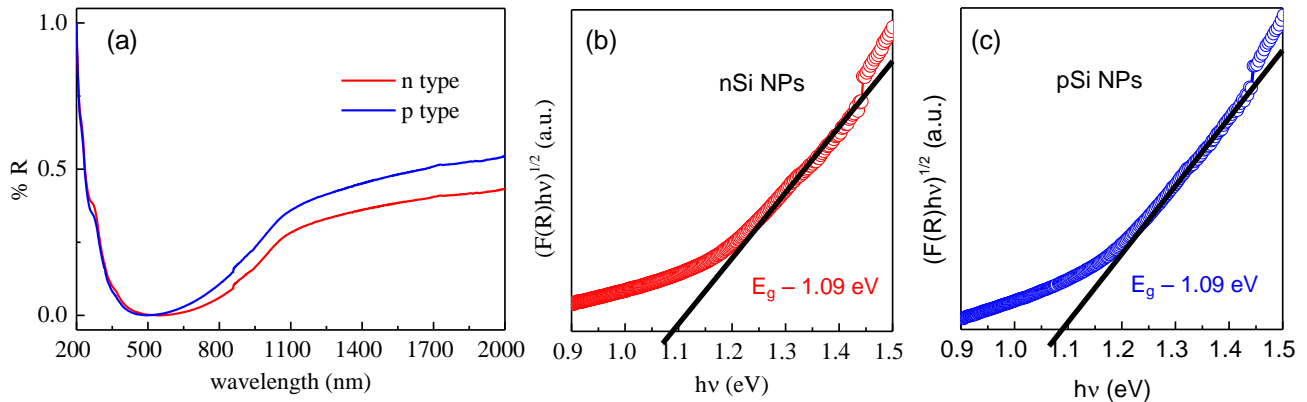 (a)
n type
p type
% R
1.0
0.5
0.0
200 500 800 1100 1400 1700 2000
wavelength (nm)
(b)
nSi NPs
(F(R)hν)1/2 (a.u.)
Eg – 1.09 eV
0.9 1.0 1.1 1.2 1.3 1.4 1.5
hν (eV)
(c)
pSi NPs
(F(R)hν)1/2 (a.u.)
Eg – 1.09 eV
0.9 1.0 1.1 1.2 1.3 1.4 1.5
hν (eV)